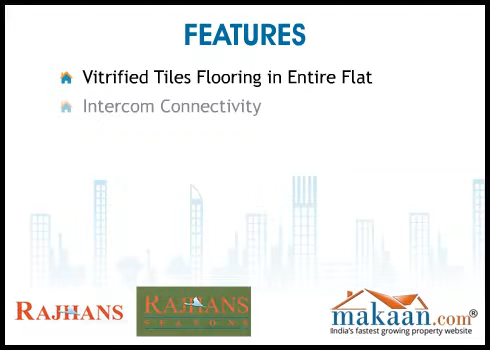 FEATURES
Vitrified Tiles Flooring in Entire Flat
Intercom Connectivity
RAJHANS
RAJHANS
SEASONS
makaan.com®
India's fastest growing property website